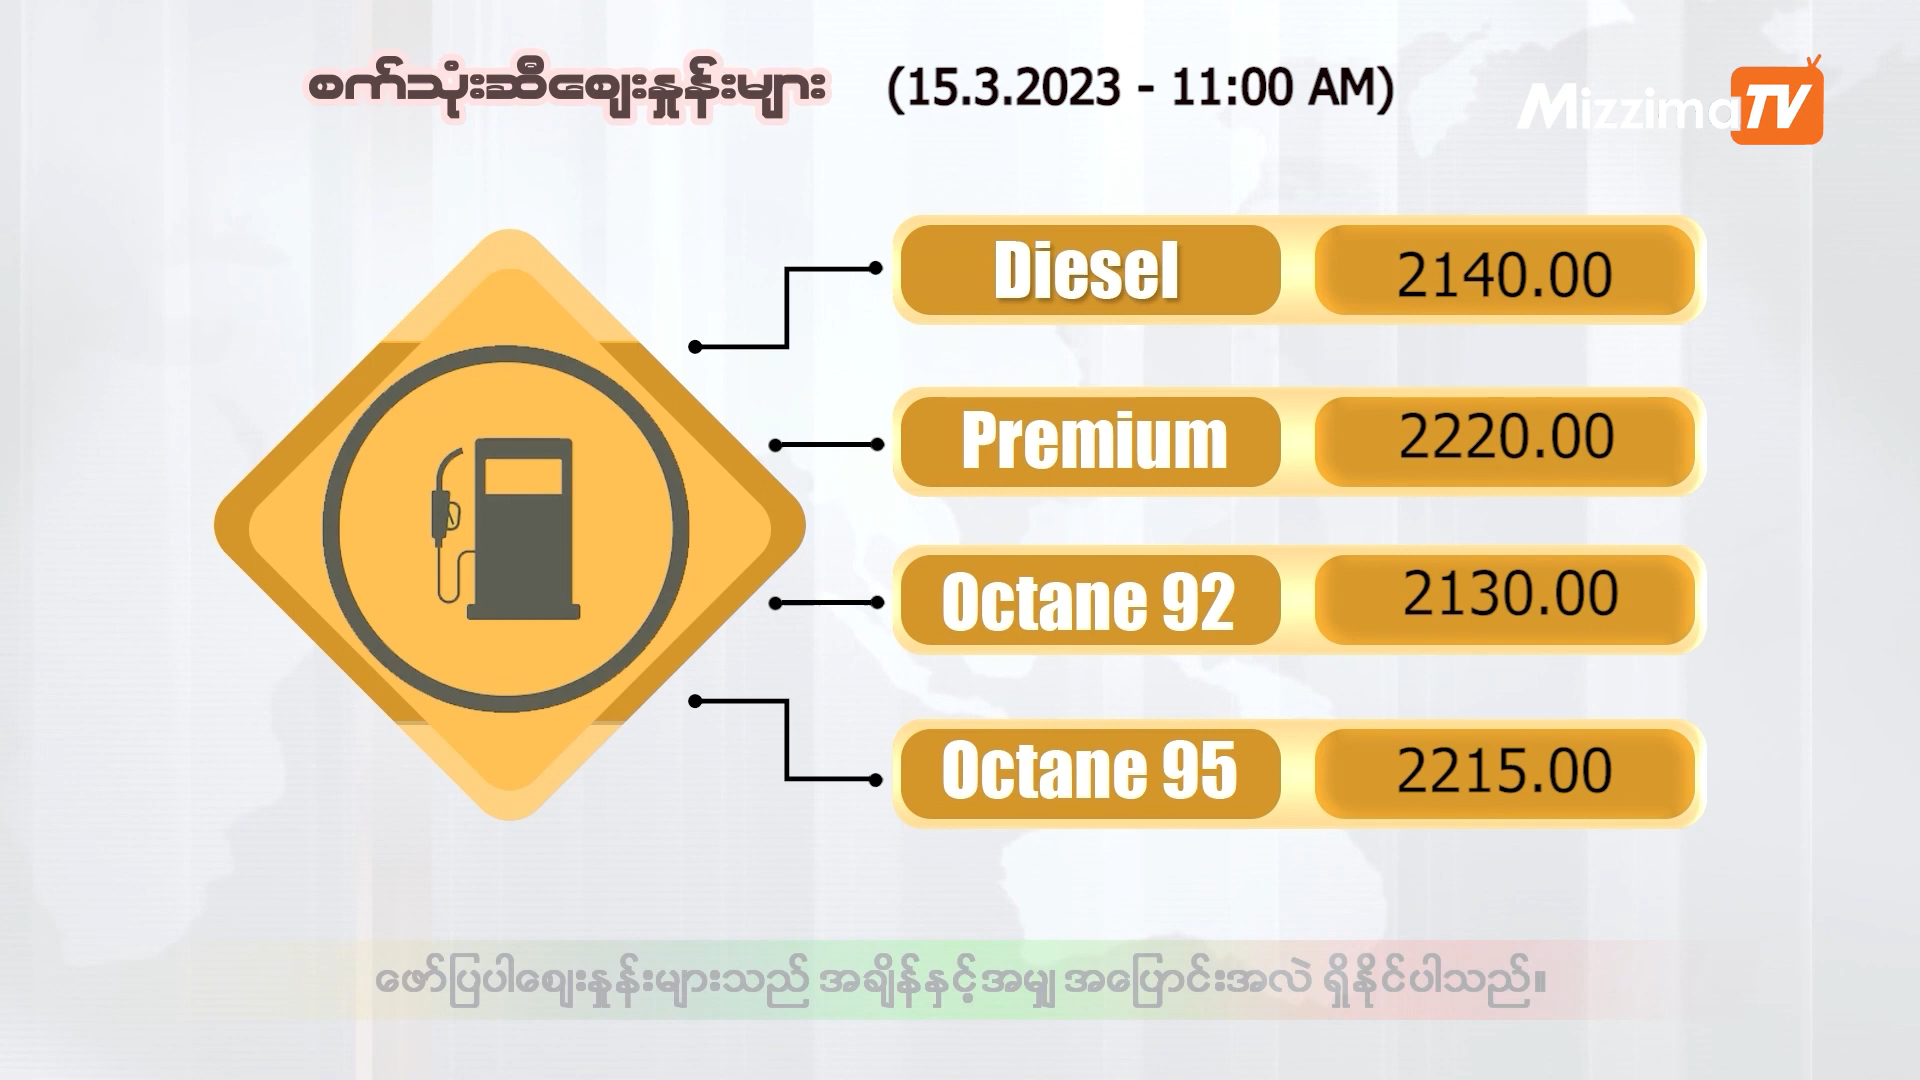 စက်သုံးဆီဈေးနှုန်းများ (15.3.2023 - 11:00 AM)
MizzimaTV
Diesel 2140.00
Premium 2220.00
Octane 92 2130.00
Octane 95 2215.00
ဖော်ပြပါဈေးနှုန်းများသည် အချိန်နှင့်အမျှ အပြောင်းအလဲ ရှိနိုင်ပါသည်။